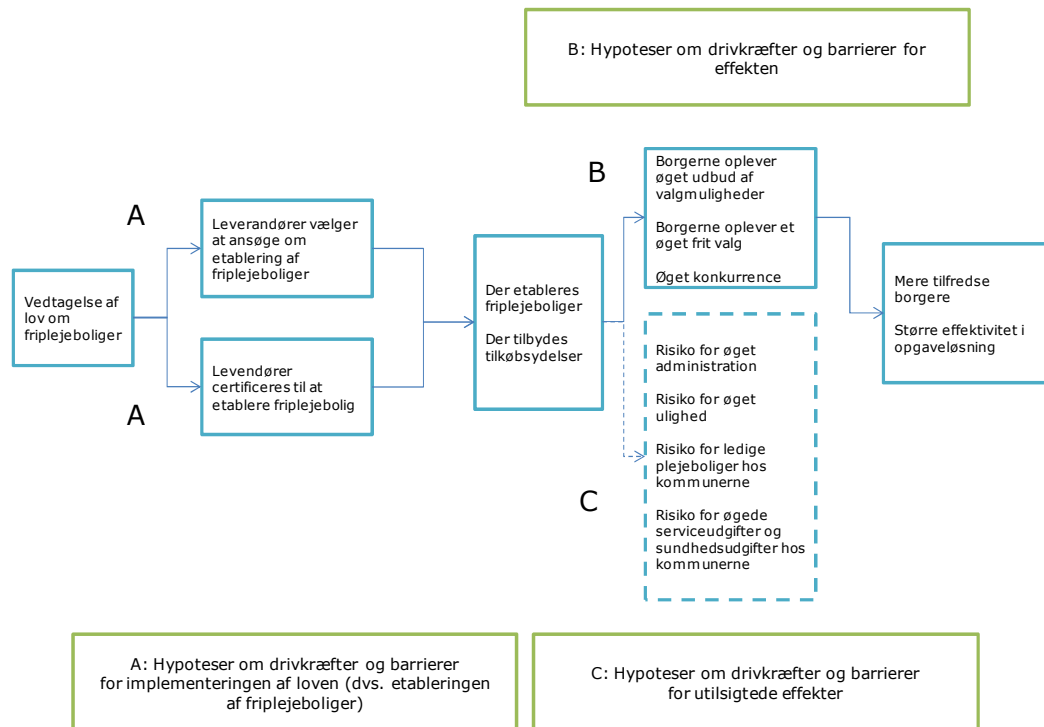 B: Hypoteser om drivkræfter og barrierer for
effekten
A
Vedtagelse af
lov om
friplejeboliger
Leverandører vælger
at ansøge om
etablering af
friplejeboliger
Levendører
certificeres til at
etablere friplejebolig
A
Der etableres
friplejeboliger
Der tilbydes
tilkøbsydelser
B
Borgerne oplever
øget udbud af
valgmuligheder
Borgerne oplever et
øget frit valg
Øget konkurrence
Mere tilfredse
borgere
Større effektivitet i
opgaveløsning
Risiko for øget
administration
Risiko for øget
ulighed
Risiko for ledige
plejeboliger hos
kommunerne
Risiko for øgede
serviceudgifter og
sundhedsudgifter hos
kommunerne
C
A: Hypoteser om drivkræfter og barrierer
for implementeringen af loven (dvs. etableringen
af friplejeboliger)
C: Hypoteser om drivkræfter og barrierer
for utilsigtede effekter